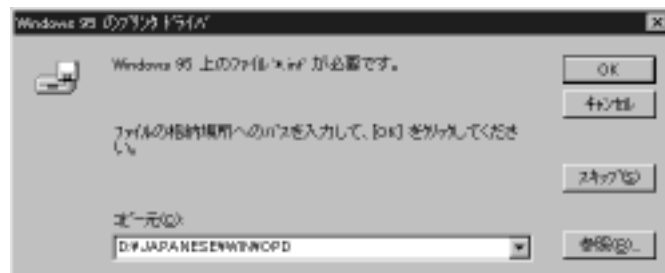 Windows 95 のプリンタ ドライバ
Windows 95 上のファイル '*.inf' が必要です。
OK
キャンセル
ファイルの格納場所へのパスを入力して、[OK] をクリックしてくださ
い。
スキップ(S)
コピー元(C):
D:¥JAPANESE¥WIN¥OPD
参照(B)...